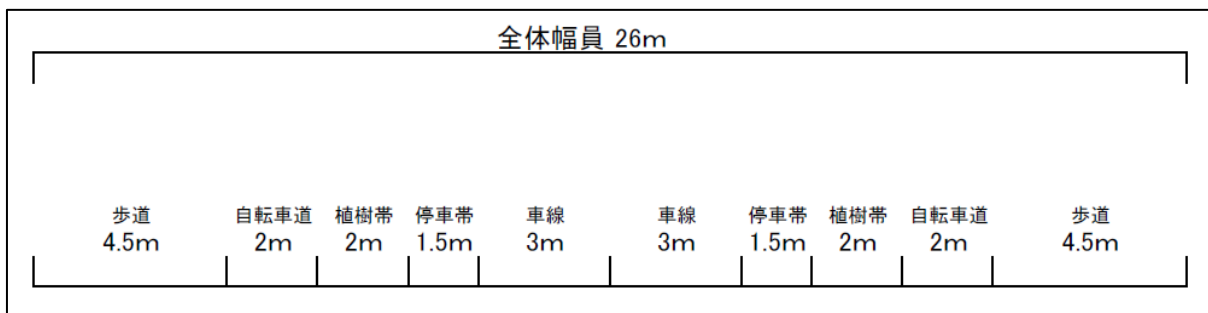 全体幅員 26m
歩道 自転車道 植樹帯 停車帯 車線 車線 停車帯 植樹帯 自転車道 歩道
4.5m 2m 2m 1.5m 3m 3m 1.5m 2m 2m 4.5m